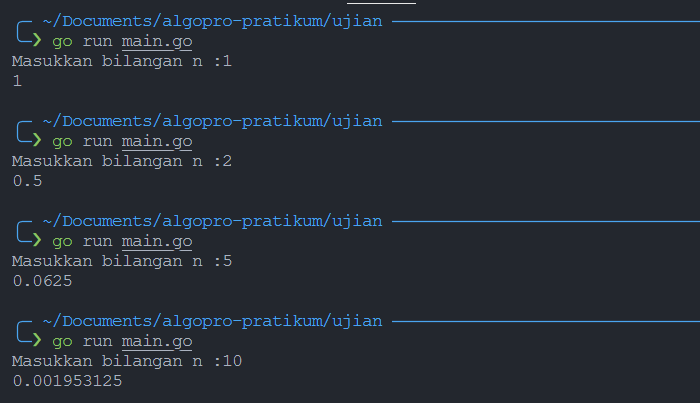 ~/Documents/algopro-pratikum/ujian
❯ go run main.go
Masukkan bilangan n :1
1
~/Documents/algopro-pratikum/ujian
❯ go run main.go
Masukkan bilangan n :2
0.5
~/Documents/algopro-pratikum/ujian
❯ go run main.go
Masukkan bilangan n :5
0.0625
~/Documents/algopro-pratikum/ujian
❯ go run main.go
Masukkan bilangan n :10
0.001953125